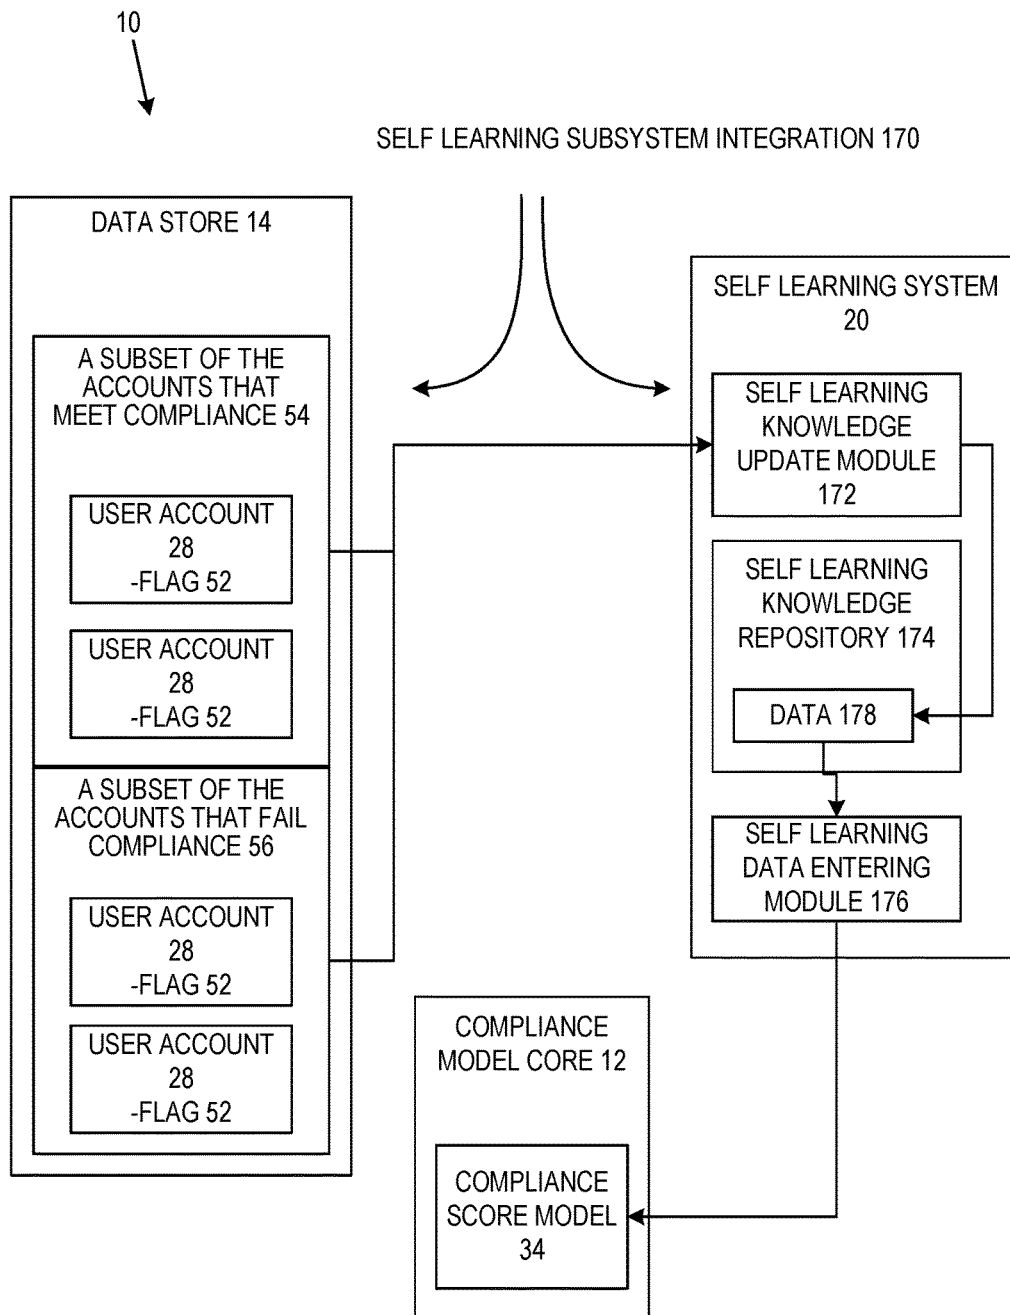 10
SELF LEARNING SUBSYSTEM INTEGRATION 170
DATA STORE 14
A SUBSET OF THE
ACCOUNTS THAT
MEET COMPLIANCE 54
USER ACCOUNT
28
-FLAG 52
USER ACCOUNT
28
-FLAG 52
A SUBSET OF THE
ACCOUNTS THAT FAIL
COMPLIANCE 56
USER ACCOUNT
28
-FLAG 52
USER ACCOUNT
28
-FLAG 52
SELF LEARNING SYSTEM
20
SELF LEARNING
KNOWLEDGE
UPDATE MODULE
172
SELF LEARNING
KNOWLEDGE
REPOSITORY 174
DATA 178
SELF LEARNING
DATA ENTERING
MODULE 176
COMPLIANCE
MODEL CORE 12
COMPLIANCE
SCORE MODEL
34